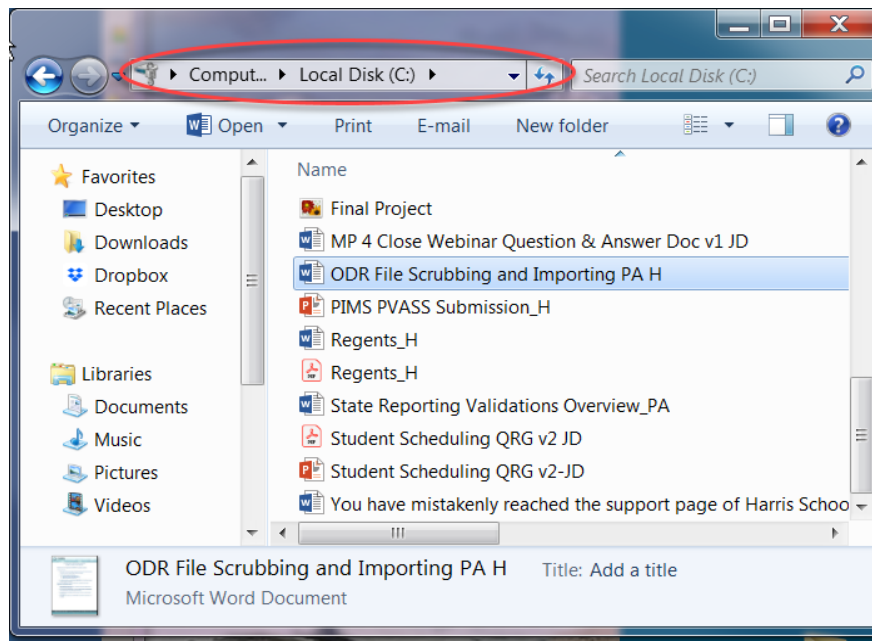 Comput... Local Disk (C:) Search Local Disk (C:)
Organize Open Print E-mail New folder
Favorites
Desktop
Downloads
Dropbox
Recent Places
Libraries
Documents
Music
Pictures
Videos
Name
Final Project
MP 4 Close Webinar Question & Answer Doc v1 JD
ODR File Scrubbing and Importing PA H
PIMS PVASS Submission_H
Regents_H
Regents_H
State Reporting Validations Overview_PA
Student Scheduling QRG v2 JD
Student Scheduling QRG v2-JD
You have mistakenly reached the support page of Harris Schoo
ODR File Scrubbing and Importing PA H Title: Add a title
Microsoft Word Document